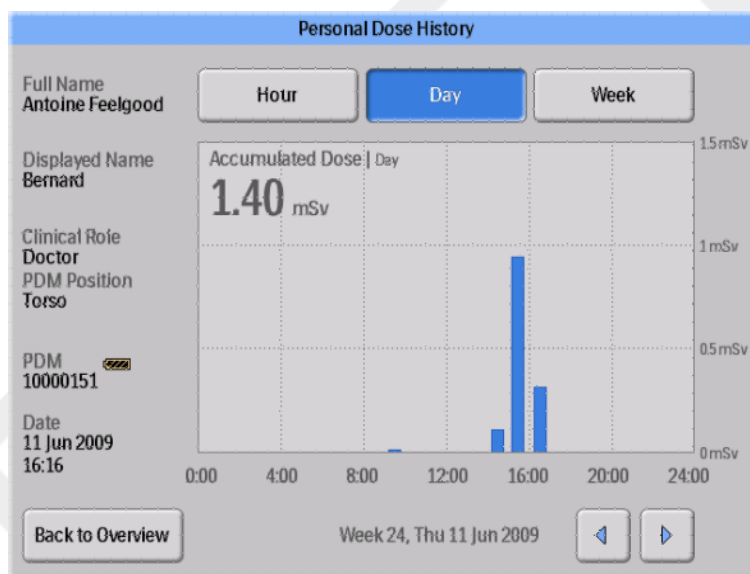 Personal Dose History
Full Name
Antoine Feelgood
Hour
Day
Week
Displayed Name
Bernard
Accumulated Dose | Day
1.40 mSv
Clinical Role
Doctor
PDM Position
Torso
PDM
10000151
Date
11 Jun 2009
16:16
1.5 mSv
1 mSv
0.5 mSv
0 mSv
0:00 4:00 8:00 12:00 16:00 20:00 24:00
Back to Overview
Week 24, Thu 11 Jun 2009